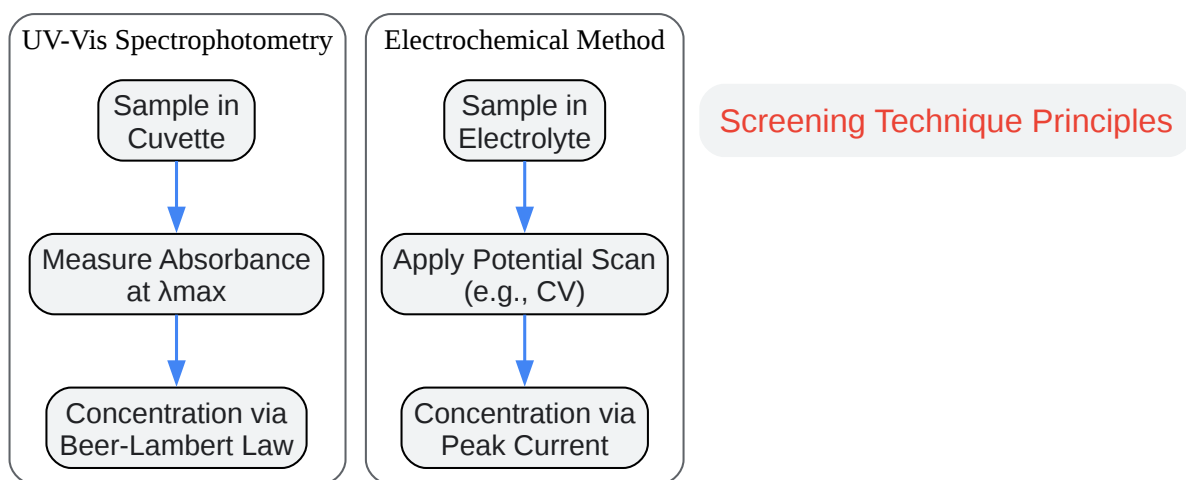 UV-Vis Spectrophotometry
Sample in
Cuvette
Measure Absorbance
at λmax
Concentration via
Beer-Lambert Law
Electrochemical Method
Sample in
Electrolyte
Apply Potential Scan
(e.g., CV)
Concentration via
Peak Current
Screening Technique Principles